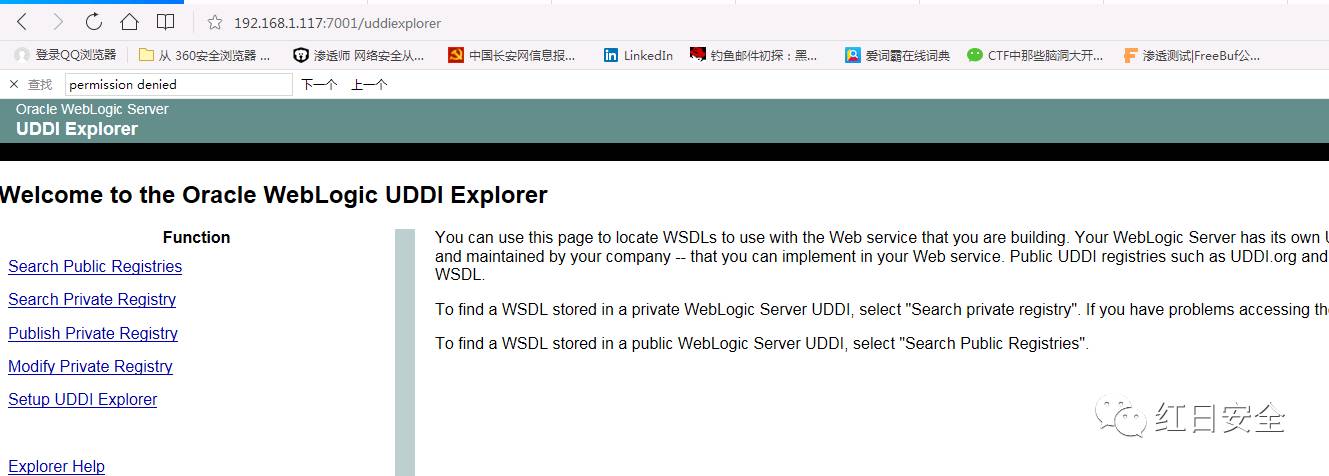 192.168.1.117:7001/uddiexplorer
登录QQ浏览器 从 360安全浏览器 ... 渗透师 网络安全从... 中国长安网信息报... LinkedIn 钓鱼邮件初探：黑... 爱词霸在线词典 CTF中那些脑洞大开... 渗透测试|FreeBuf公...
× 查找 permission denied 下一个 上一个
Oracle WebLogic Server
UDDI Explorer
Welcome to the Oracle WebLogic UDDI Explorer
Function
Search Public Registries
Search Private Registry
Publish Private Registry
Modify Private Registry
Setup UDDI Explorer
Explorer Help
You can use this page to locate WSDLs to use with the Web service that you are building. Your WebLogic Server has its own
and maintained by your company -- that you can implement in your Web service. Public UDDI registries such as UDDI.org and
WSDL.
To find a WSDL stored in a private WebLogic Server UDDI, select "Search private registry". If you have problems accessing
To find a WSDL stored in a public WebLogic Server UDDI, select "Search Public Registries".
红日安全